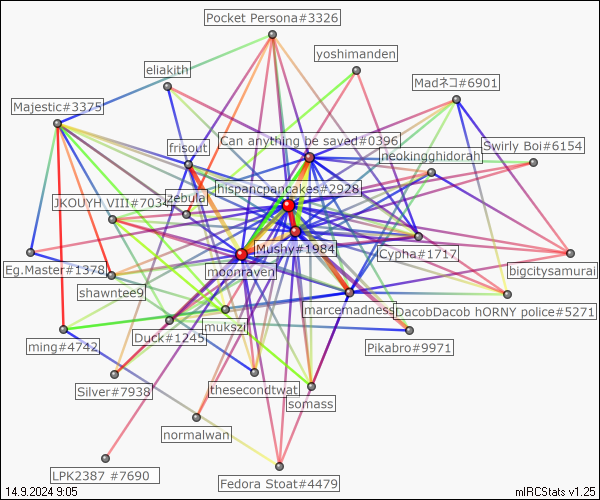 Pocket Persona#3326
yoshimanden
eliakith
Madネコ#6901
Majestic#3375
Can anything be said#0396
frisout
neokingghidorah
Swirly Boi#6154
hispancpancakes#2928
JKOUYH VIII#7034
zebulal
Mushy#1984
Cypha#1717
Eg.Master#1378
moonraven
bigcitysamurai
shawntee9
marcemadness
DacobDacob hORNY police#5271
mukszi
Duck#1245
ming#4742
Pikabro#9971
Silver#7938
thesecondtwat
somass
normalwan
LPK2387 #7690
Fedora Stoat#4479
14.9.2024 9:05
mIRCStats v1.25